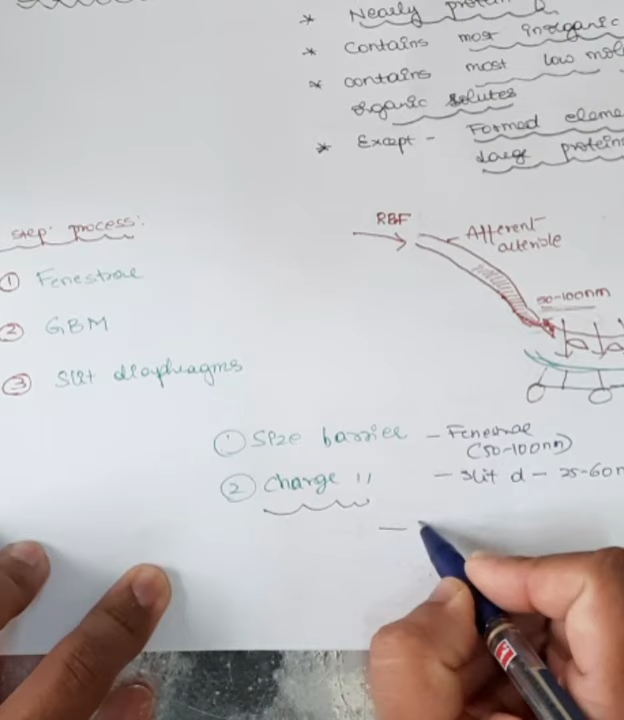 * Nearly protein
* Contains most inorganic
* contains most low mol
organic solutes
* Except - Formed eleme
Large proteins
step process:
① Fenestrae
② GBM
③ Slit diaphragms
RBF
Afferent
arteriole
50-100nm
① Size barrier - Fenestrae
(50-100nm)
② Charge " - Slit d - 25-60n